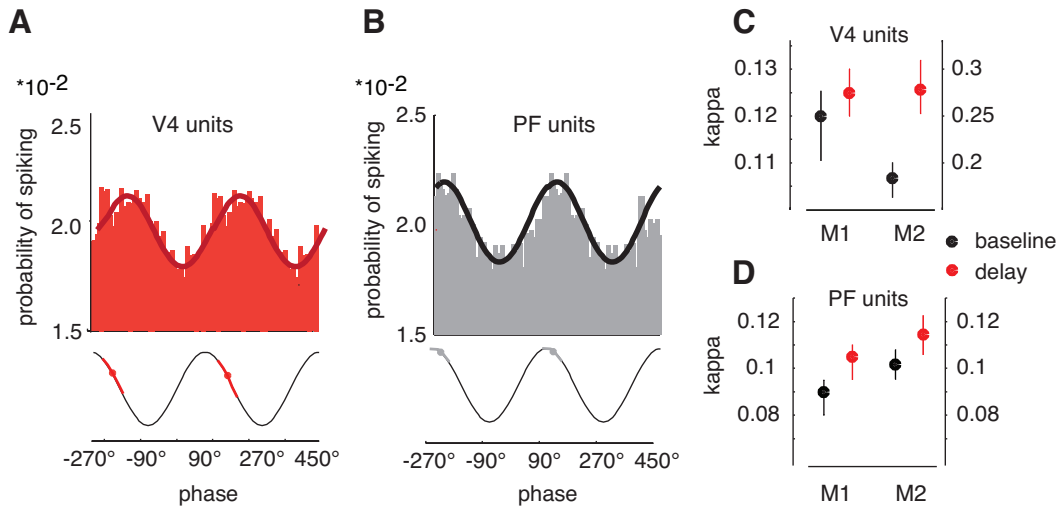 A
*10-2
V4 units
probability of spiking
2.5
2.0
1.5
-270° -90° 90° 270° 450°
phase
B
*10-2
PF units
probability of spiking
2.5
2.0
1.5
-270° -90° 90° 270° 450°
phase
C
V4 units
kappa
0.13
0.12
0.11
0.3
0.25
0.2
M1 M2
baseline
delay
D
PF units
kappa
0.12
0.1
0.08
0.12
0.1
0.08
M1 M2